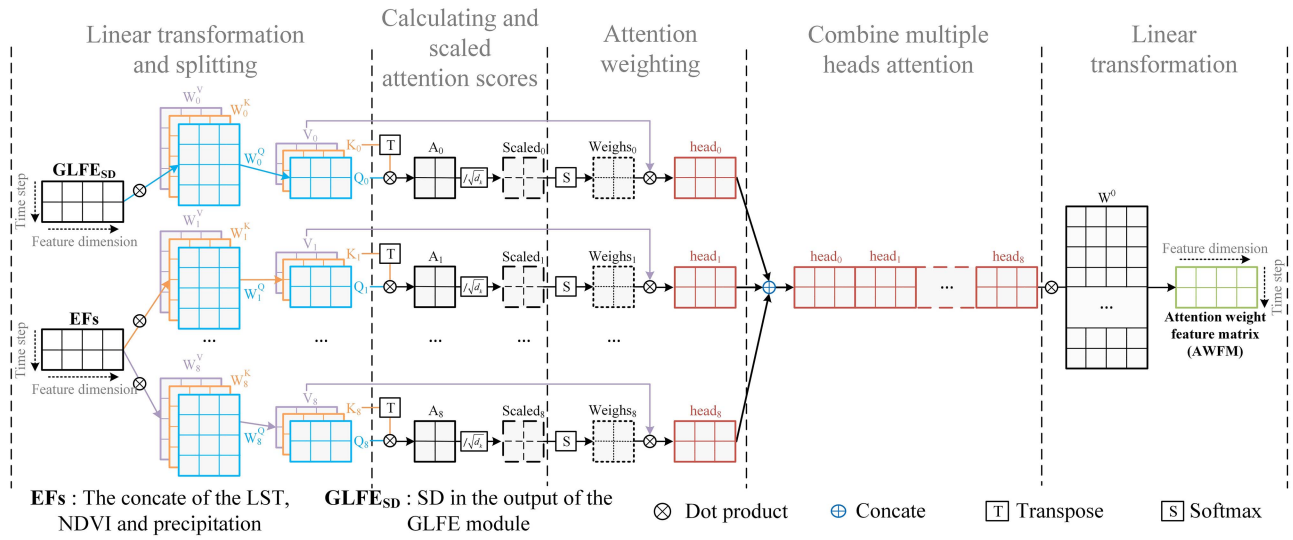 Linear transformation
and splitting
Calculating and
scaled
attention scores
Attention
weighting
Combine multiple
heads attention
Linear
transformation
W₀ⱽ
W₀ᴷ
W₀Q
V₀
K₀
Q₀
T
A₀
/√dₖ
Scaled₀
S
Weighs₀
head₀
GLFE_SD
Time step
Feature dimension
W₁ⱽ
W₁ᴷ
W₁Q
V₁
K₁
Q₁
T
A₁
/√dₖ
Scaled₁
S
Weighs₁
head₁
head₀ head₁ ... head₈
W⁰
...
Feature dimension
Time step
Attention weight
feature matrix
(AWFM)
EFs
Time step
Feature dimension
... ... ... ... ... ...
W₈ⱽ
W₈ᴷ
W₈Q
V₈
K₈
Q₈
T
A₈
/√dₖ
Scaled₈
S
Weighs₈
head₈
EFs : The concate of the LST,
NDVI and precipitation
GLFE_SD : SD in the output of the
GLFE module
Dot product
Concate
T Transpose
S Softmax